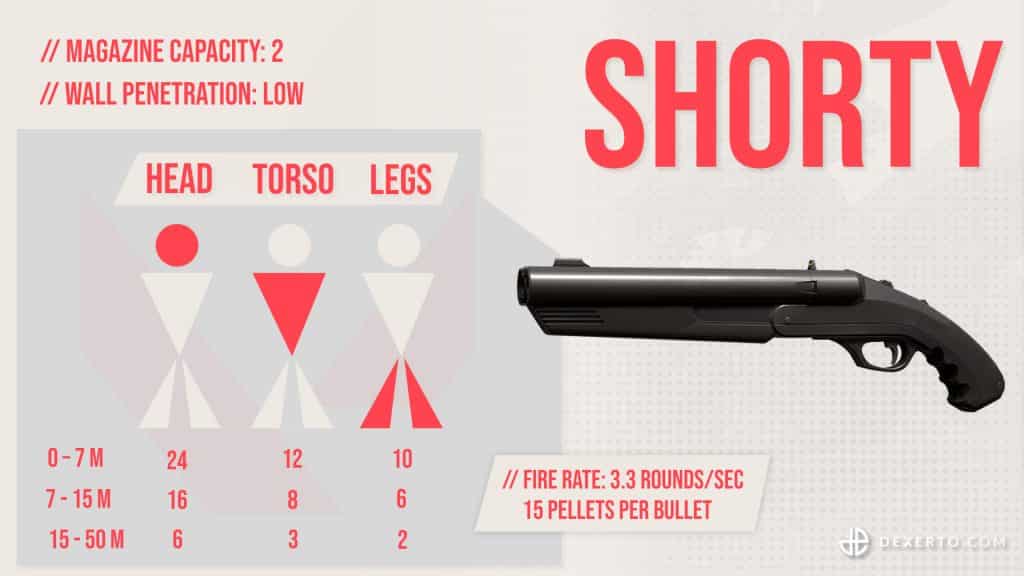 // MAGAZINE CAPACITY: 2
// WALL PENETRATION: LOW
SHORTY
HEAD TORSO LEGS
0 - 7 M 24 12 10
7 - 15 M 16 8 6
15 - 50 M 6 3 2
// FIRE RATE: 3.3 ROUNDS/SEC
15 PELLETS PER BULLET
DEXERTO.COM